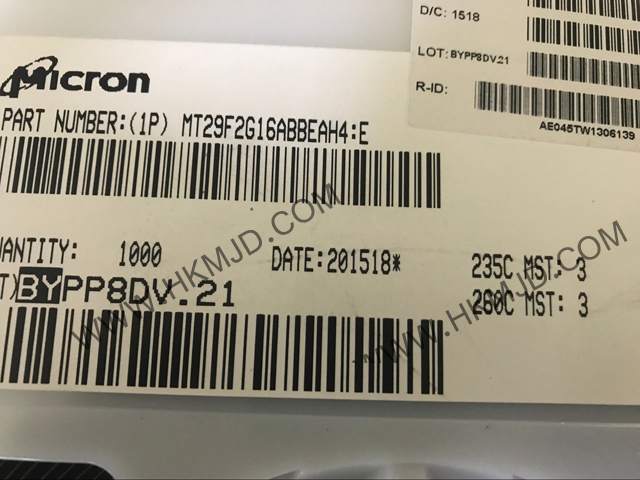 D/C: 1518
LOT: BYPP8DV.21
R-ID:
AE045TW1306139
Micron
PART NUMBER:(1P) MT29F2G16ABBEAH4:E
UANTITY: 1000 DATE:201518* 235C MST: 3
T)BYPP8DV.21 260C MST: 3
WWW.HKMJD.COM
WWW.HKMJD.COM